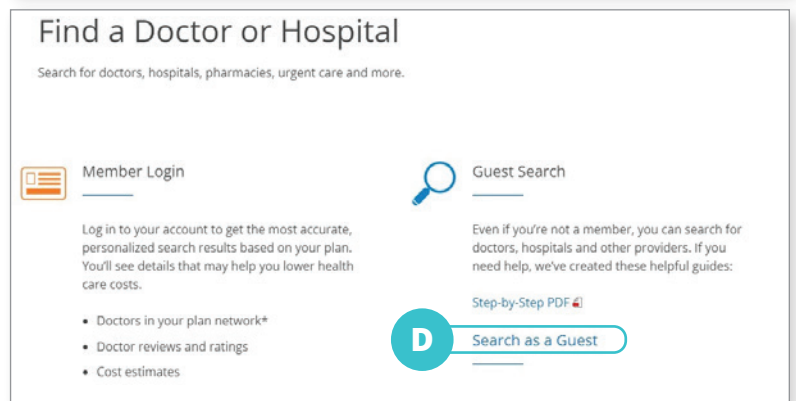 Find a Doctor or Hospital
Search for doctors, hospitals, pharmacies, urgent care and more.
Member Login
Log in to your account to get the most accurate,
personalized search results based on your plan.
You'll see details that may help you lower health
care costs.
• Doctors in your plan network*
• Doctor reviews and ratings
• Cost estimates
Guest Search
Even if you're not a member, you can search for
doctors, hospitals and other providers. If you
need help, we've created these helpful guides:
Step-by-Step PDF
D
Search as a Guest